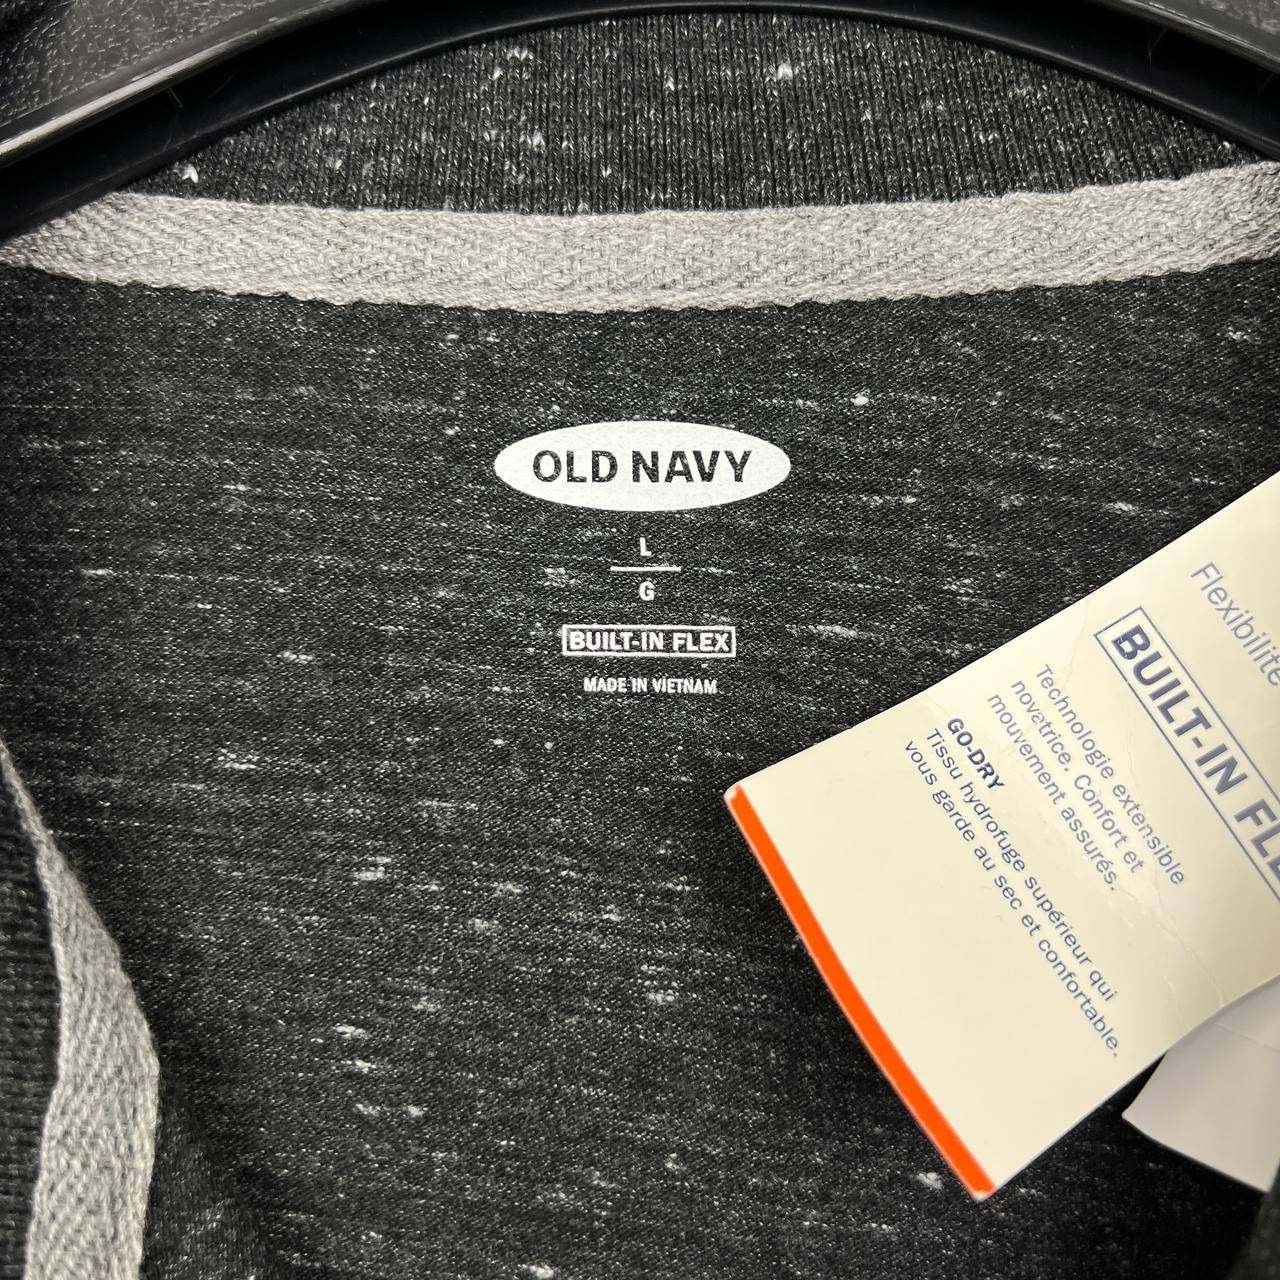 OLD NAVY
L
G
BUILT-IN FLEX
MADE IN VIETNAM
Flexibilité
BUILT-IN FLE
Technologie extensible
novatrice. Confort et
mouvement assurés.
GO-DRY
Tissu hydrofuge supérieur qui
vous garde au sec et confortable.